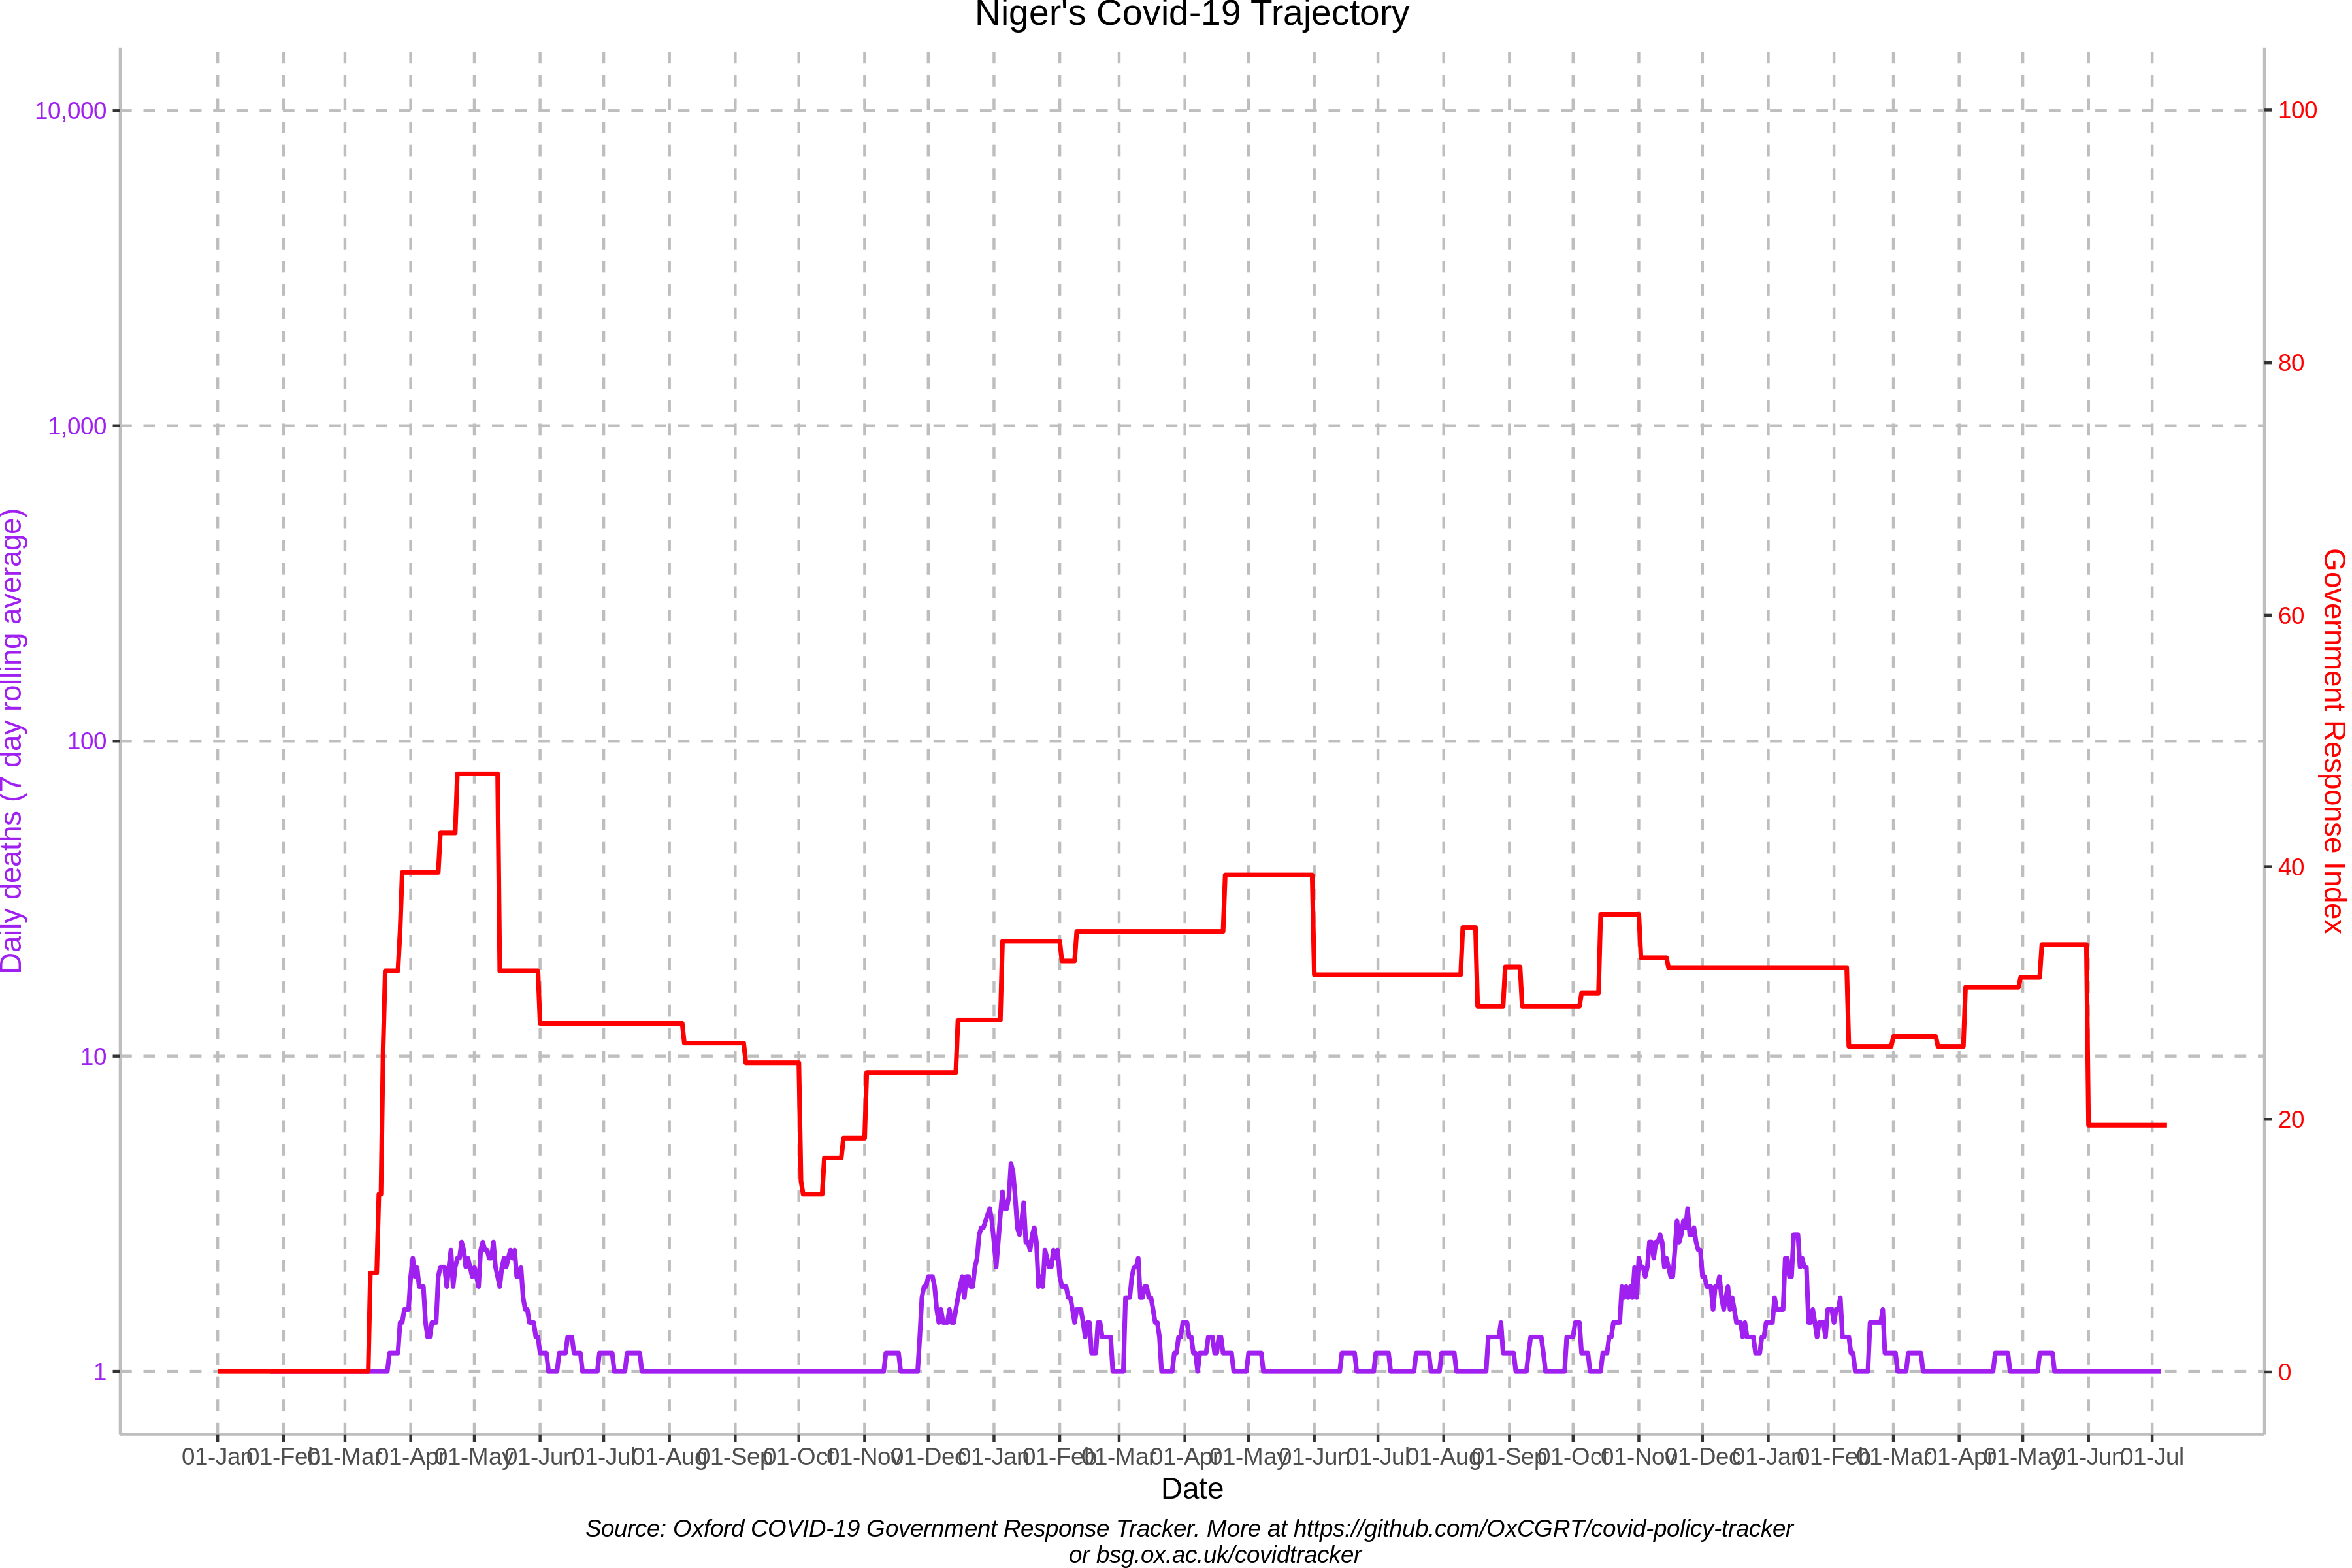 Niger's Covid-19 Trajectory
10,000
1,000
100
10
1
Daily deaths (7 day rolling average)
100
80
60
40
20
0
Government Response Index
01-Jan 01-Feb 01-Mar 01-Apr 01-May 01-Jun 01-Jul 01-Aug 01-Sep 01-Oct 01-Nov 01-Dec 01-Jan 01-Feb 01-Mar 01-Apr 01-May 01-Jun 01-Jul 01-Aug 01-Sep 01-Oct 01-Nov 01-Dec 01-Jan 01-Feb 01-Mar 01-Apr 01-May 01-Jun 01-Jul
Date
Source: Oxford COVID-19 Government Response Tracker. More at https://github.com/OxCGRT/covid-policy-tracker
or bsg.ox.ac.uk/covidtracker